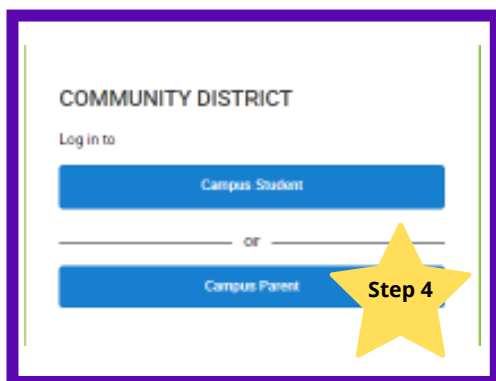 COMMUNITY DISTRICT
Log in to
Campus Student
or
Campus Parent
Step 4